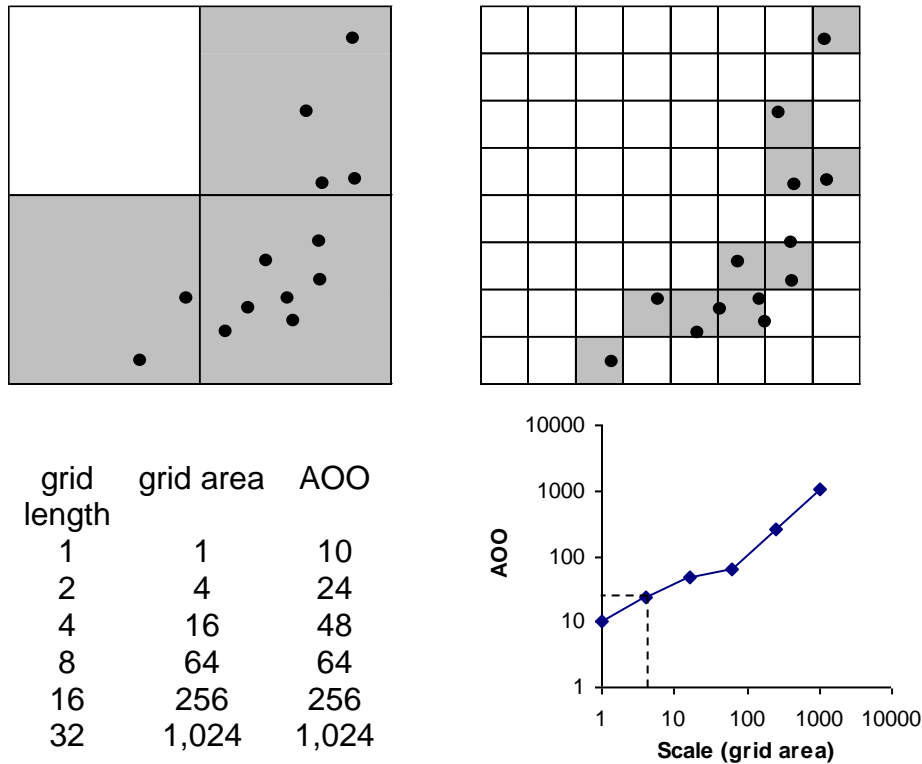 grid length grid area AOO
1 1 10
2 4 24
4 16 48
8 64 64
16 256 256
32 1,024 1,024
AOO
10000
1000
100
10
1
1 10 100 1000 10000
Scale (grid area)